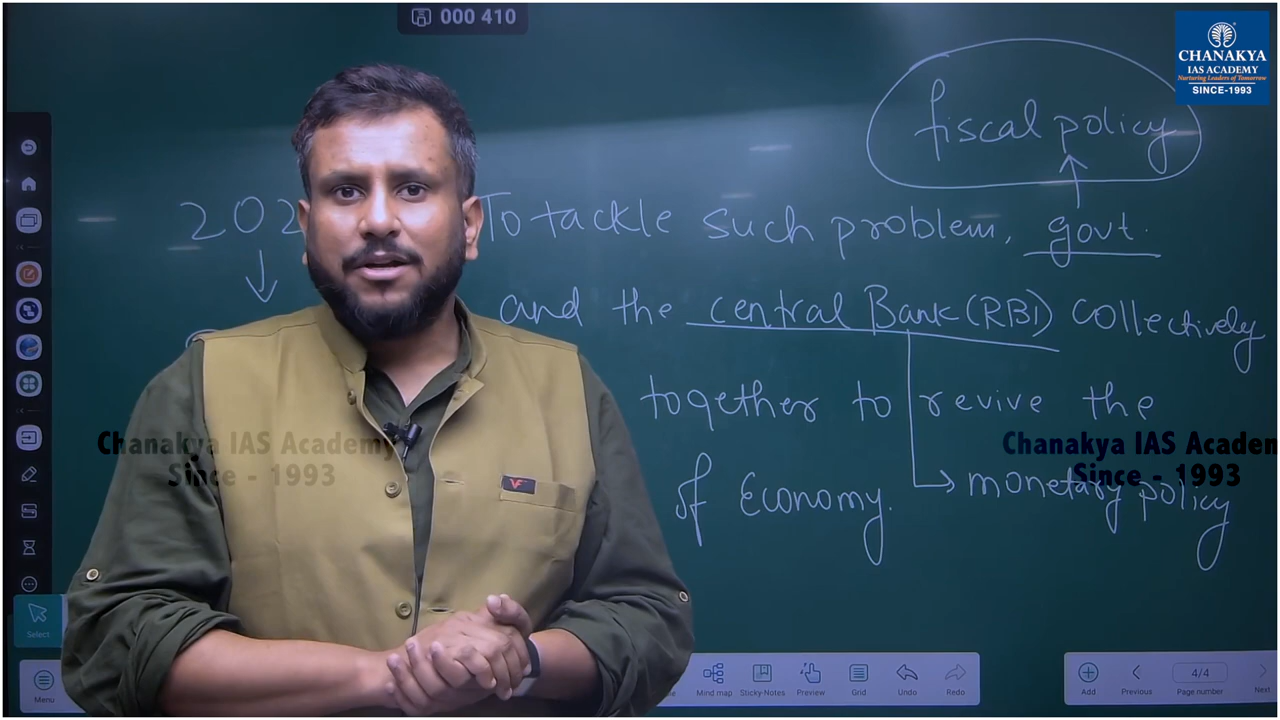 000 410
CHANAKYA
IAS ACADEMY
Nurturing Leaders of Tomorrow
SINCE-1993
fiscal policy
202
To tackle such problem, govt.
and the central Bank (RBI) collectively
together to revive the
of Economy.
monetary policy
Chanakya IAS Academy
Since - 1993
Chanakya IAS Academ
Since - 1993
VF
Select
Menu
Mind map
Sticky-Notes
Preview
Grid
Undo
Redo
Add
Previous
4/4
Page number
Next